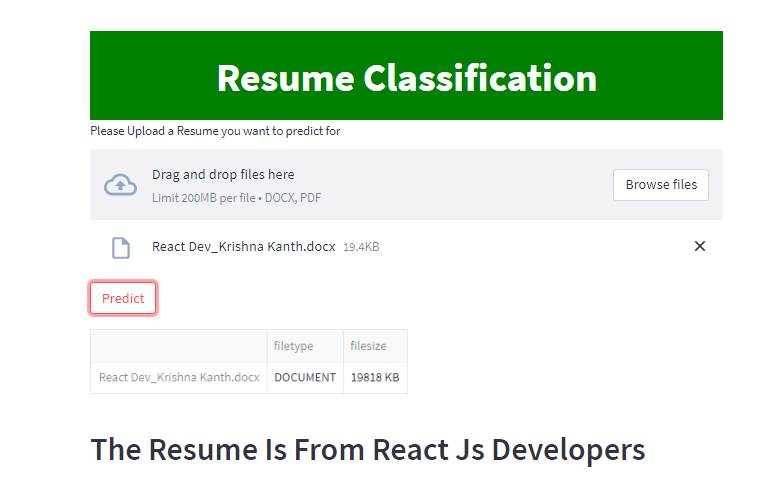 Resume Classification
Please Upload a Resume you want to predict for
Drag and drop files here
Limit 200MB per file • DOCX, PDF
Browse files
React Dev_Krishna Kanth.docx 19.4KB
Predict
filetype filesize
React Dev_Krishna Kanth.docx DOCUMENT 19818 KB
The Resume Is From React Js Developers